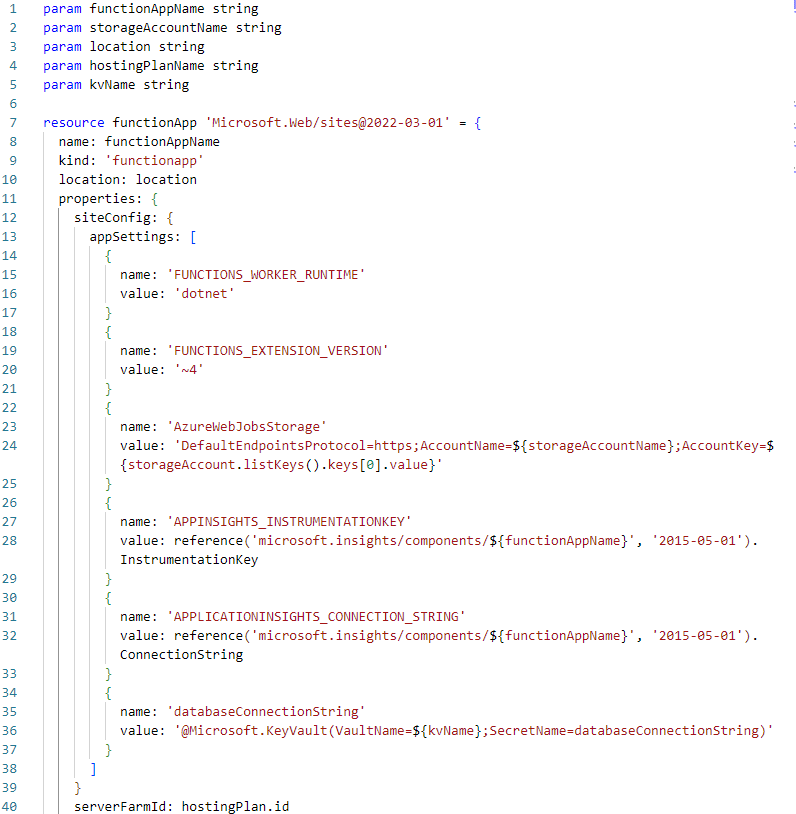 1 param functionAppName string
2 param storageAccountName string
3 param location string
4 param hostingPlanName string
5 param kvName string
6
7 resource functionApp 'Microsoft.Web/sites@2022-03-01' = {
8   name: functionAppName
9   kind: 'functionapp'
10   location: location
11   properties: {
12     siteConfig: {
13       appSettings: [
14         {
15           name: 'FUNCTIONS_WORKER_RUNTIME'
16           value: 'dotnet'
17         }
18         {
19           name: 'FUNCTIONS_EXTENSION_VERSION'
20           value: '~4'
21         }
22         {
23           name: 'AzureWebJobsStorage'
24           value: 'DefaultEndpointsProtocol=https;AccountName=${storageAccountName};AccountKey=$
{storageAccount.listKeys().keys[0].value}'
25         }
26         {
27           name: 'APPINSIGHTS_INSTRUMENTATIONKEY'
28           value: reference('microsoft.insights/components/${functionAppName}', '2015-05-01').
InstrumentationKey
29         }
30         {
31           name: 'APPLICATIONINSIGHTS_CONNECTION_STRING'
32           value: reference('microsoft.insights/components/${functionAppName}', '2015-05-01').
ConnectionString
33         }
34         {
35           name: 'databaseConnectionString'
36           value: '@Microsoft.KeyVault(VaultName=${kvName};SecretName=databaseConnectionString)'
37         }
38       ]
39     }
40     serverFarmId: hostingPlan.id